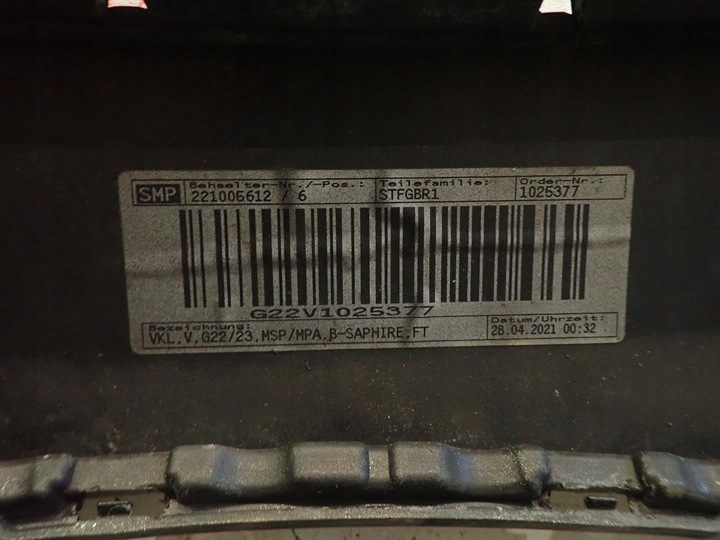 SMP Behaelter-Nr./-Pos.: Teilefamilie: Order-Nr.:
221006612 / 6 STFGBR1 1025377
G22V1025377
Bezeichnung: Datum/Uhrzeit:
VKL,V,G22/23,MSP/MPA,B-SAPHIRE,FT 28.04.2021 00:32